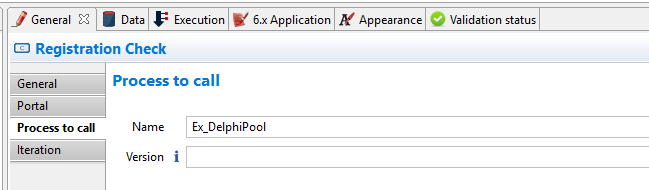 General Data Execution 6.x Application Appearance Validation status
C Registration Check
General
Portal
Process to call
Iteration
Process to call
Name Ex_DelphiPool
Version i